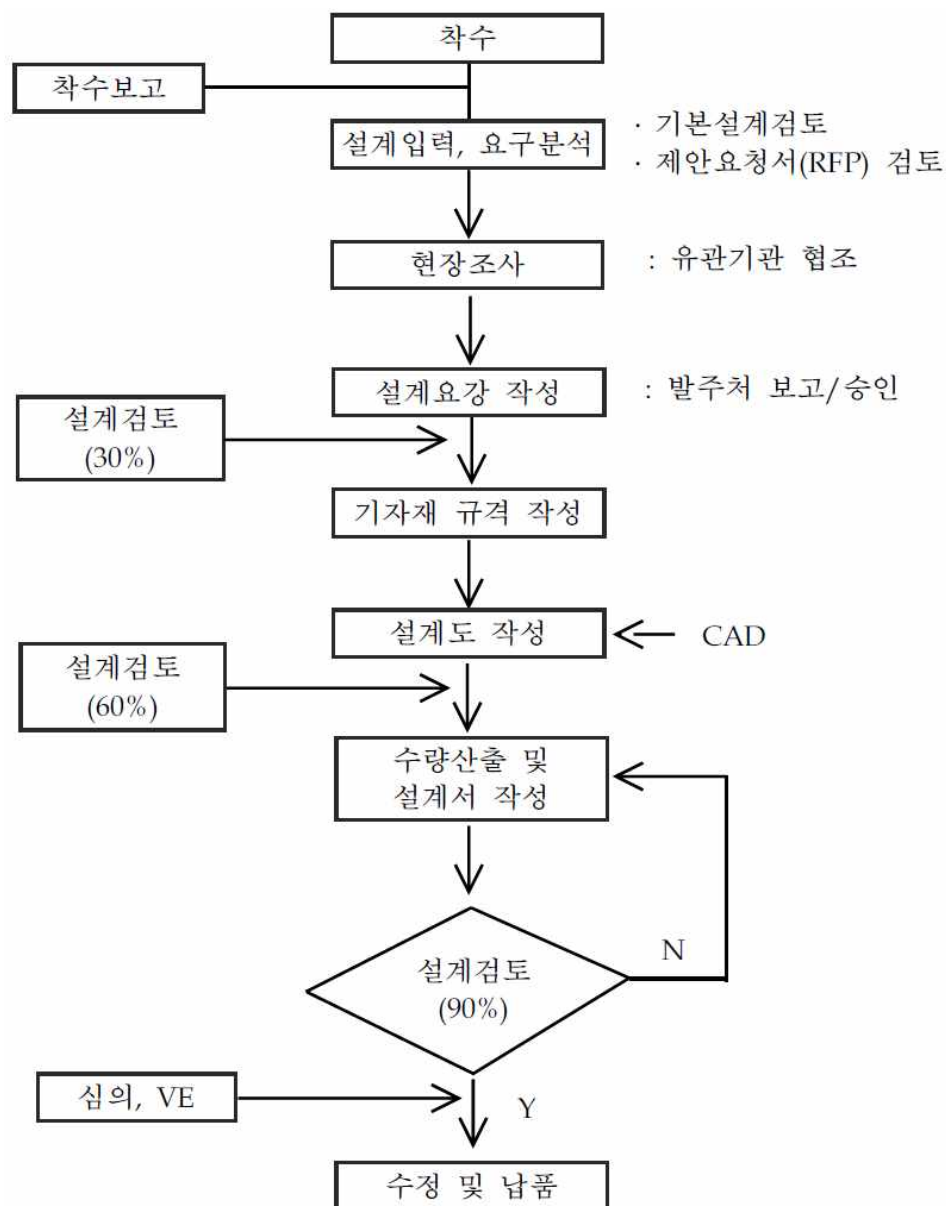 착수
착수보고
설계입력, 요구분석
· 기본설계검토
· 제안요청서(RFP) 검토
현장조사
: 유관기관 협조
설계요강 작성
: 발주처 보고/승인
설계검토
(30%)
기자재 규격 작성
설계도 작성
CAD
설계검토
(60%)
수량산출 및
설계서 작성
설계검토
(90%)
N
심의, VE
Y
수정 및 납품